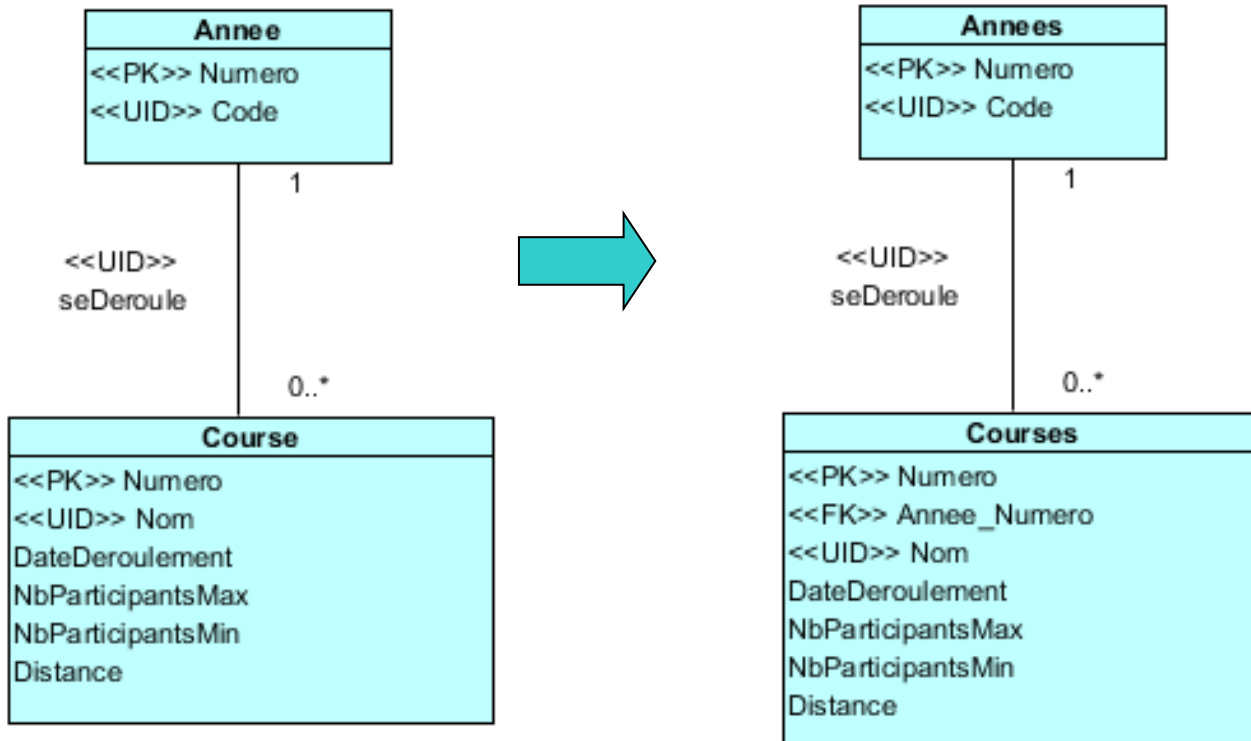 Annee
<<PK>> Numero
<<UID>> Code
1
<<UID>>
seDeroule
0..*
Course
<<PK>> Numero
<<UID>> Nom
DateDeroulement
NbParticipantsMax
NbParticipantsMin
Distance
Annees
<<PK>> Numero
<<UID>> Code
1
<<UID>>
seDeroule
0..*
Courses
<<PK>> Numero
<<FK>> Annee_Numero
<<UID>> Nom
DateDeroulement
NbParticipantsMax
NbParticipantsMin
Distance